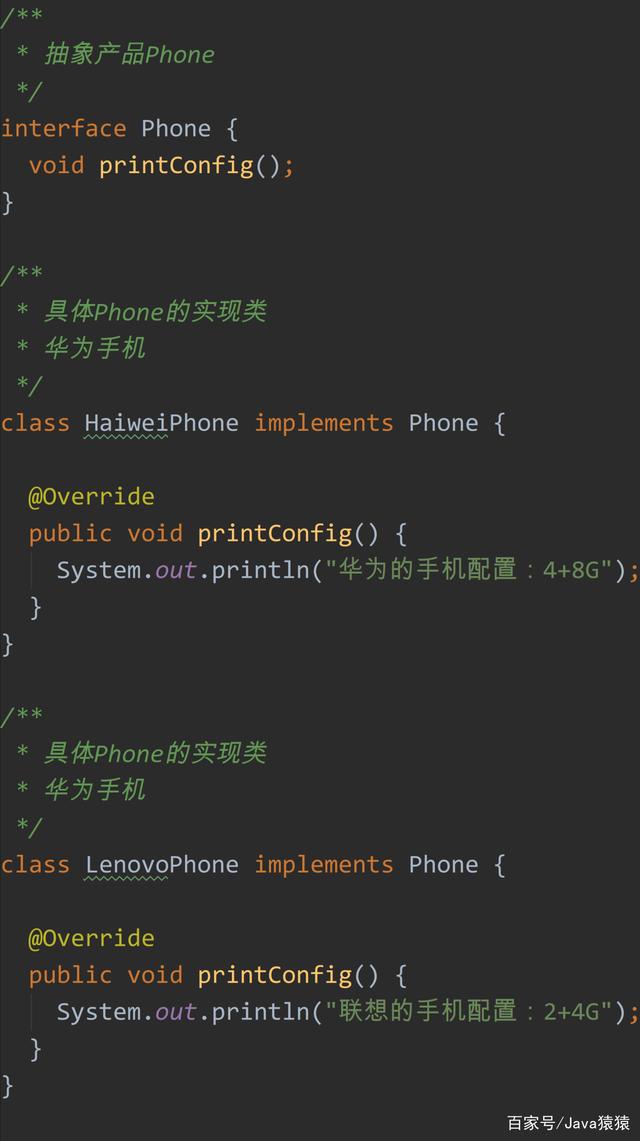 /**
 * 抽象产品Phone
 */
interface Phone {
  void printConfig();
}

/**
 * 具体Phone的实现类
 * 华为手机
 */
class HaiweiPhone implements Phone {

  @Override
  public void printConfig() {
    System.out.println("华为的手机配置：4+8G");
  }
}

/**
 * 具体Phone的实现类
 * 华为手机
 */
class LenovoPhone implements Phone {

  @Override
  public void printConfig() {
    System.out.println("联想的手机配置：2+4G");
  }
}
百家号/Java猿猿